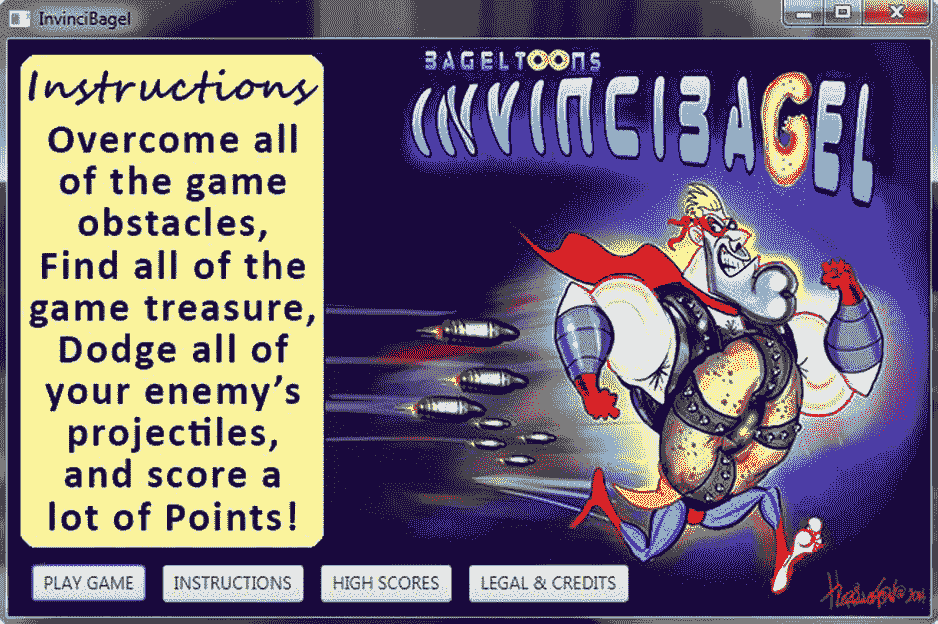 InvinciBagel
Instructions
Overcome all
of the game
obstacles,
Find all of the
game treasure,
Dodge all of
your enemy’s
projectiles,
and score a
lot of Points!
BAGELTOONS
INVINCIBAGEL
PLAY GAME
INSTRUCTIONS
HIGH SCORES
LEGAL & CREDITS